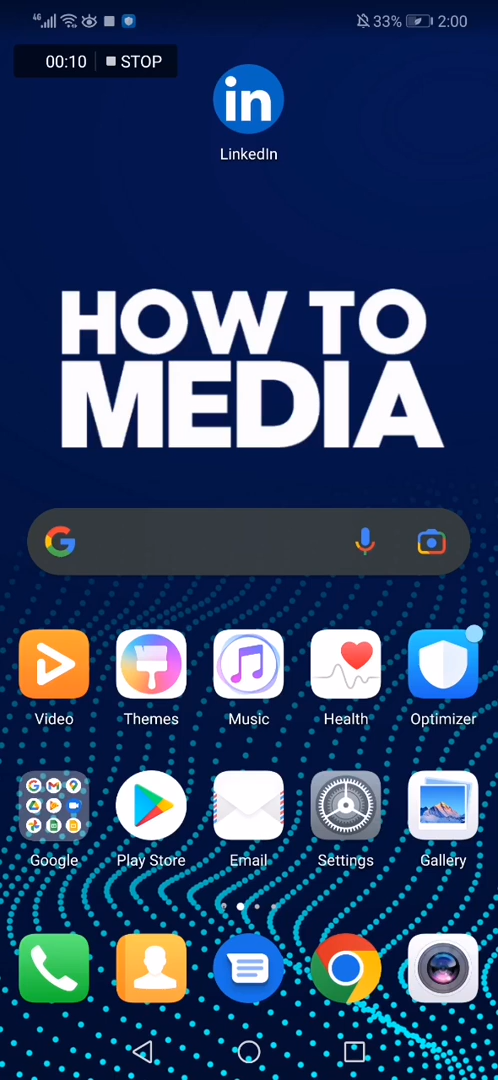 4G 33% 2:00
00:10 STOP
in
LinkedIn
HOW TO
MEDIA
Video Themes Music Health Optimizer
Google Play Store Email Settings Gallery